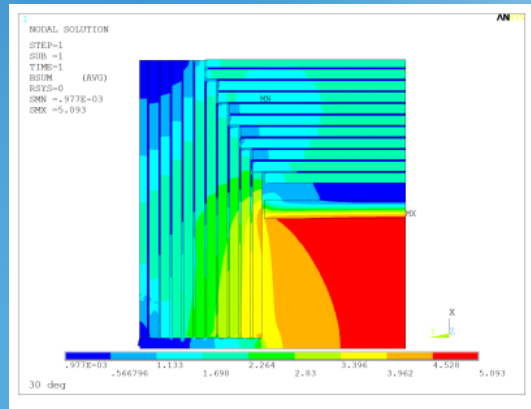 1
NODAL SOLUTION
STEP=1
SUB =1
TIME=1
BSUM (AVG)
RSYS=0
SMN =.977E-03
SMX =5.093
MN
MX
X
Y Z
.977E-03 1.133 2.264 3.396 4.528
.566796 1.698 2.83 3.962 5.093
30 deg